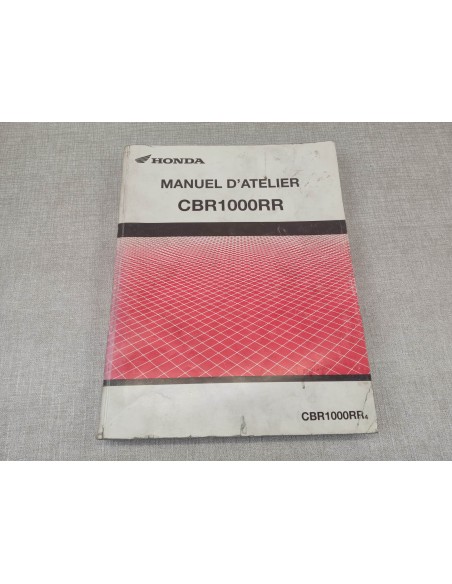 HONDA
MANUEL D'ATELIER
CBR1000RR
CBR1000RR4